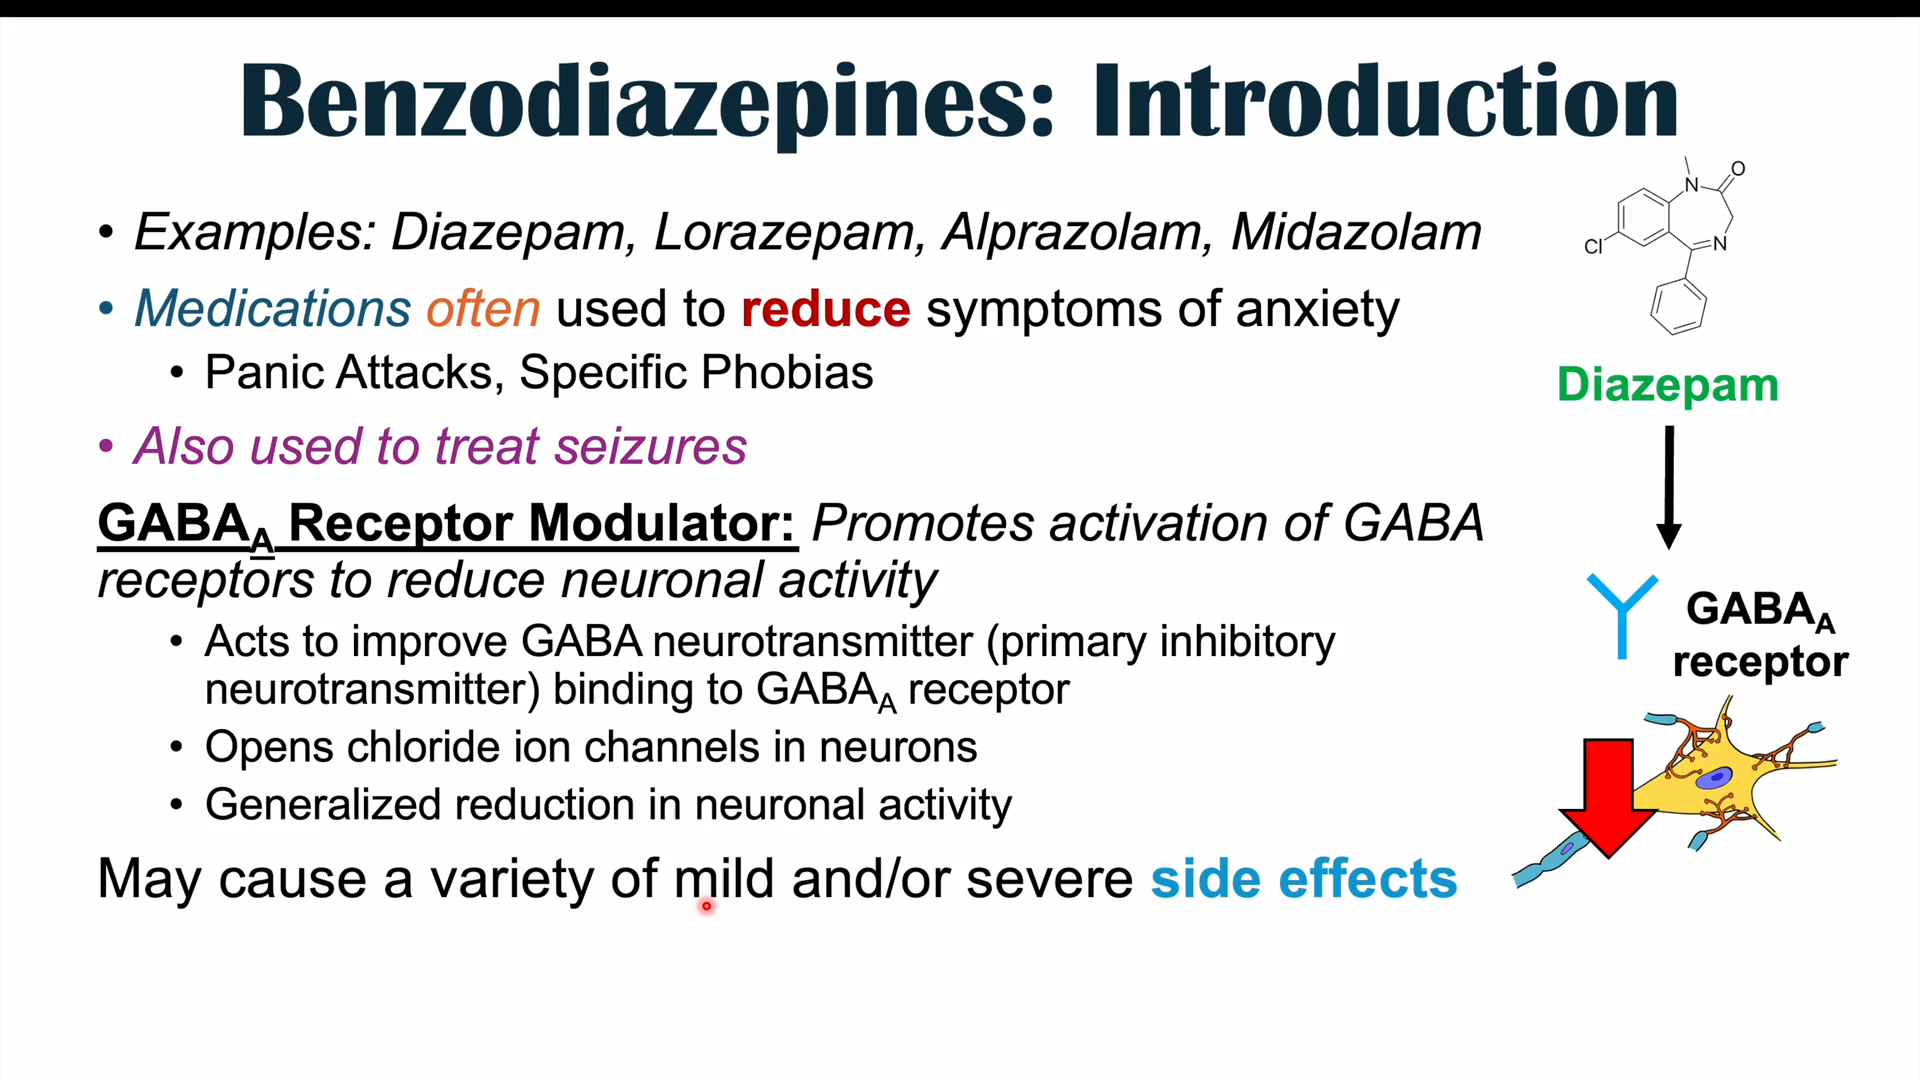 Benzodiazepines: Introduction
• Examples: Diazepam, Lorazepam, Alprazolam, Midazolam
• Medications often used to reduce symptoms of anxiety
• Panic Attacks, Specific Phobias
• Also used to treat seizures
GABAA Receptor Modulator: Promotes activation of GABA
receptors to reduce neuronal activity
• Acts to improve GABA neurotransmitter (primary inhibitory
neurotransmitter) binding to GABAA receptor
• Opens chloride ion channels in neurons
• Generalized reduction in neuronal activity
May cause a variety of mild and/or severe side effects
N
O
Cl
N
Diazepam
GABAA
receptor